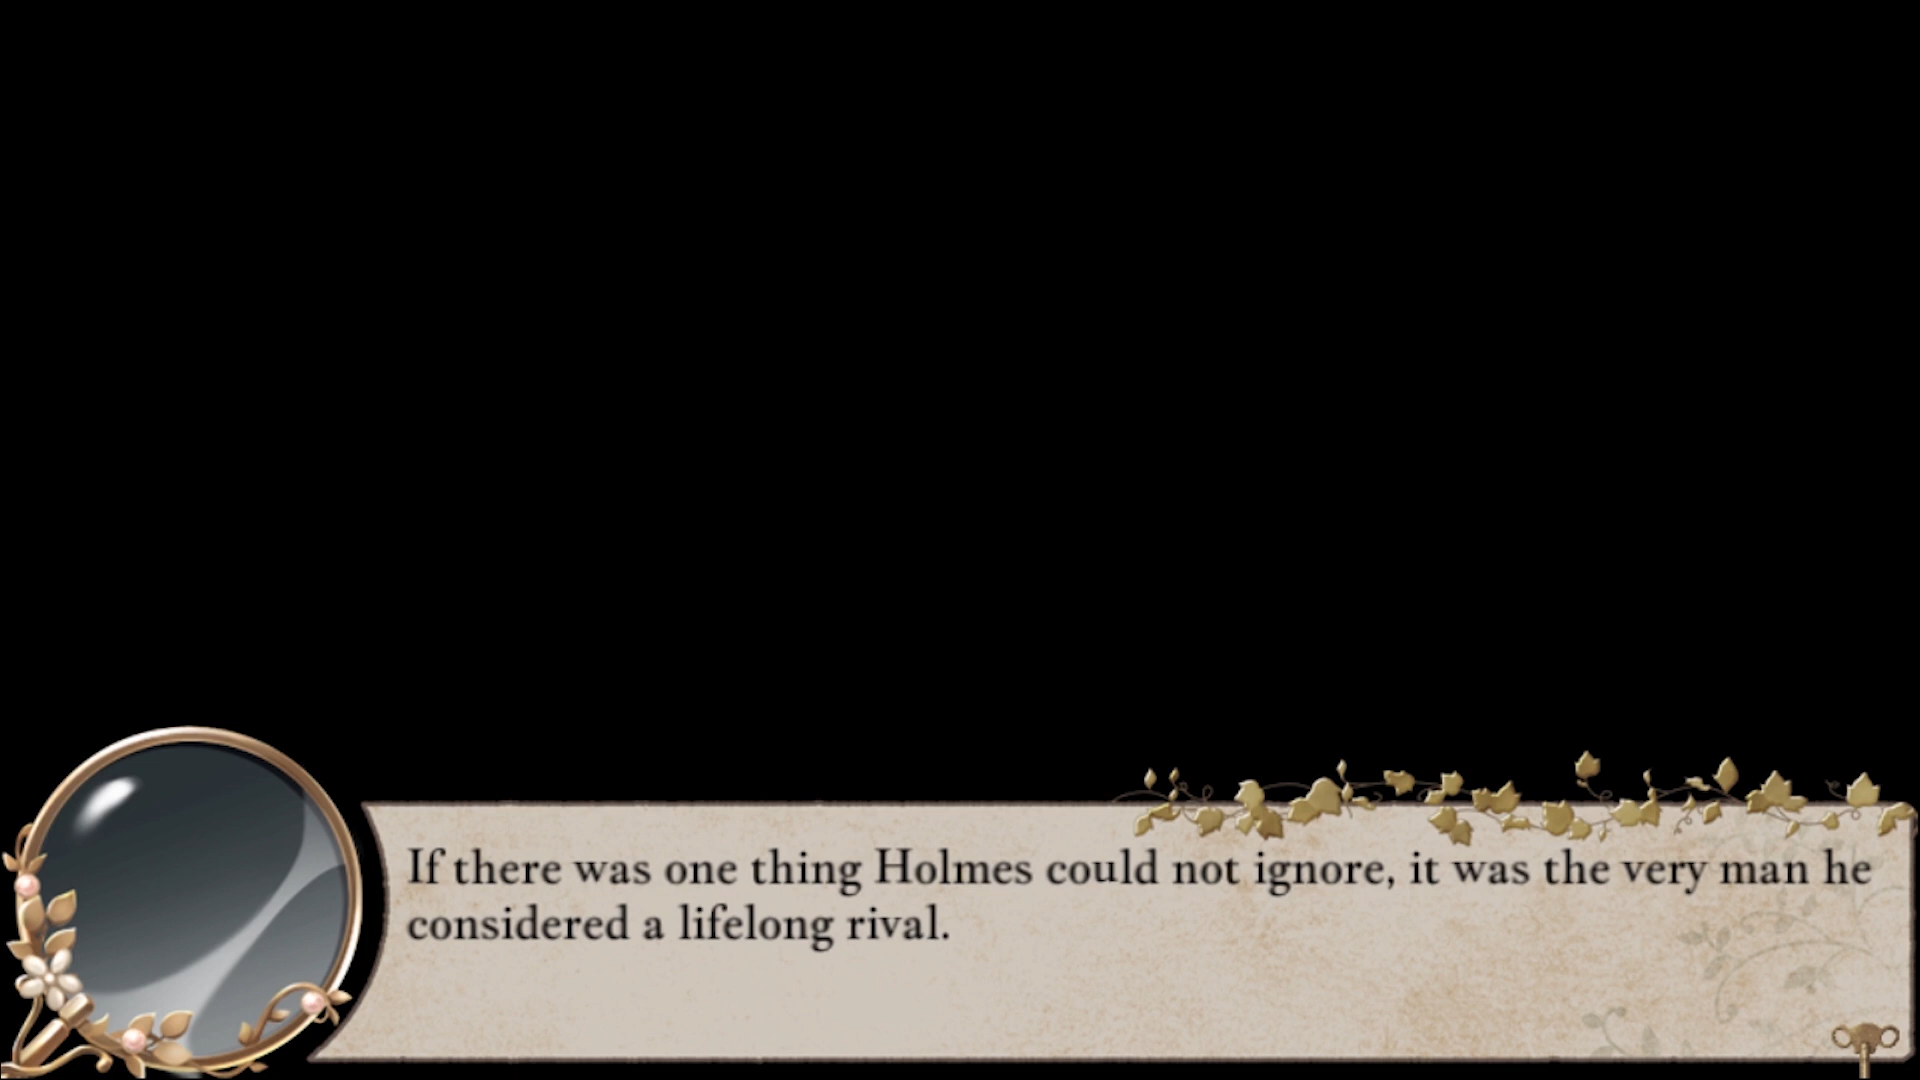 If there was one thing Holmes could not ignore, it was the very man he
considered a lifelong rival.